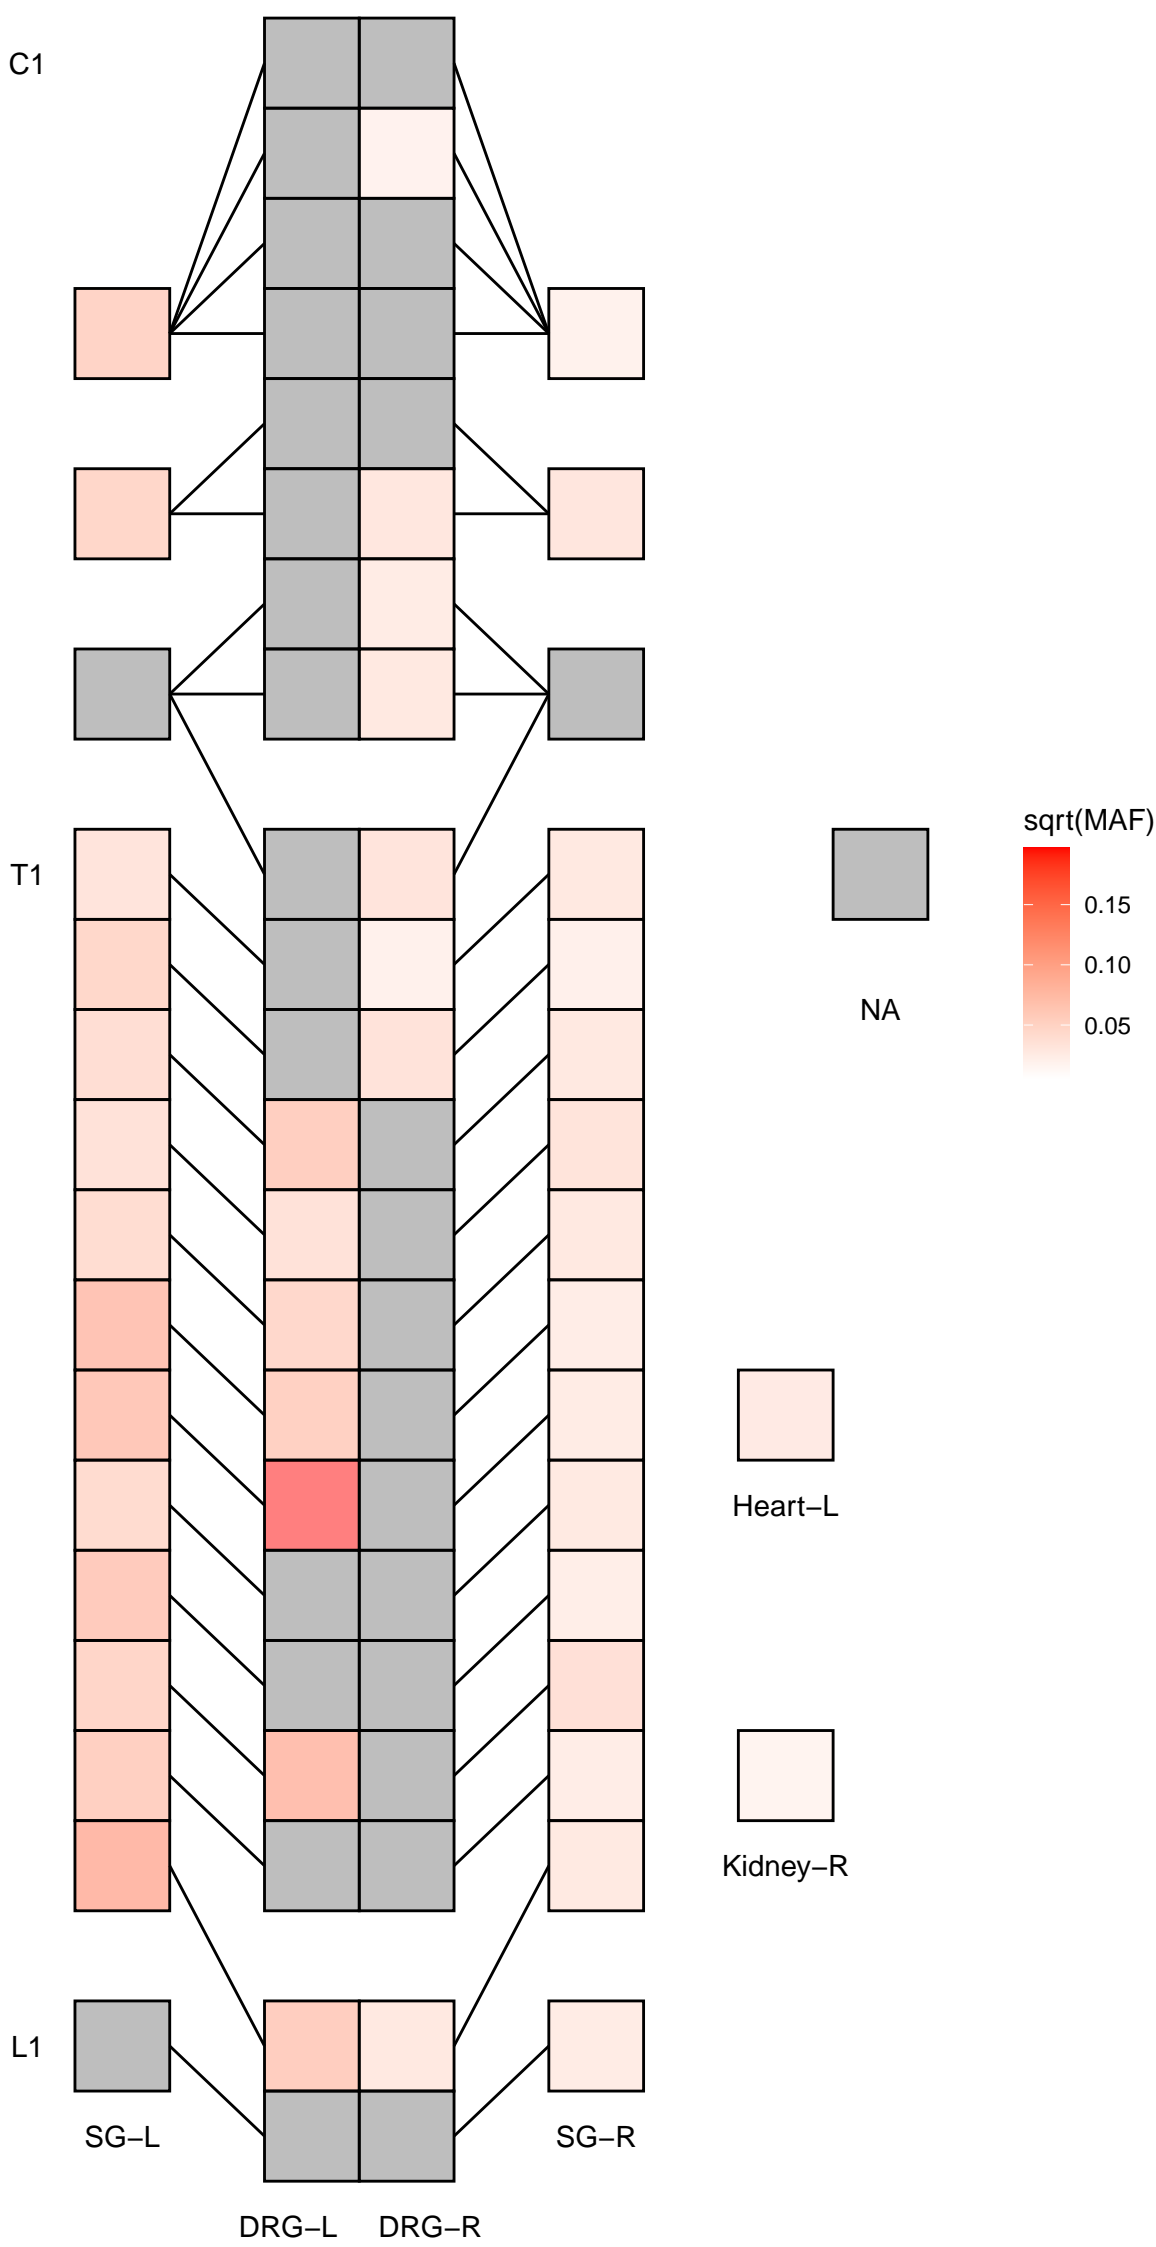 C1
T1
sqrt(MAF)
0.15
0.10
0.05
NA
Heart−L
Kidney−R
L1
SG−L
SG−R
DRG−L
DRG−R